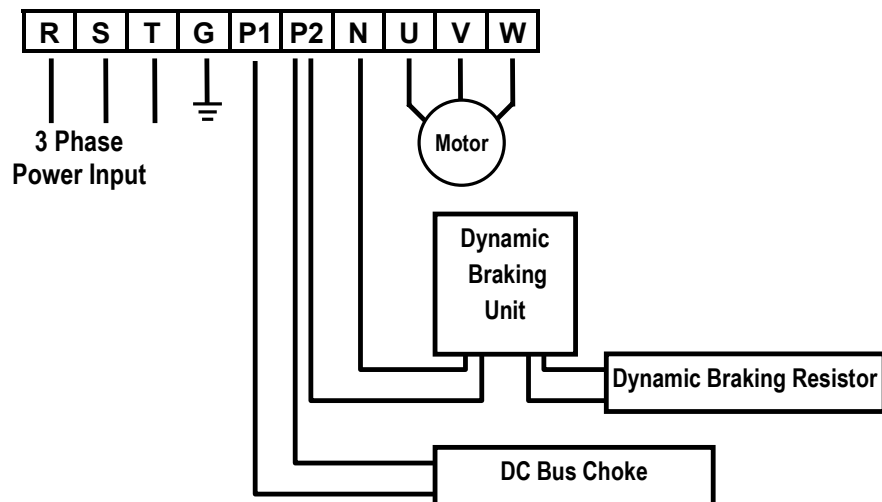 R S T G P1 P2 N U V W
3 Phase
Power Input
Motor
Dynamic
Braking
Unit
Dynamic Braking Resistor
DC Bus Choke